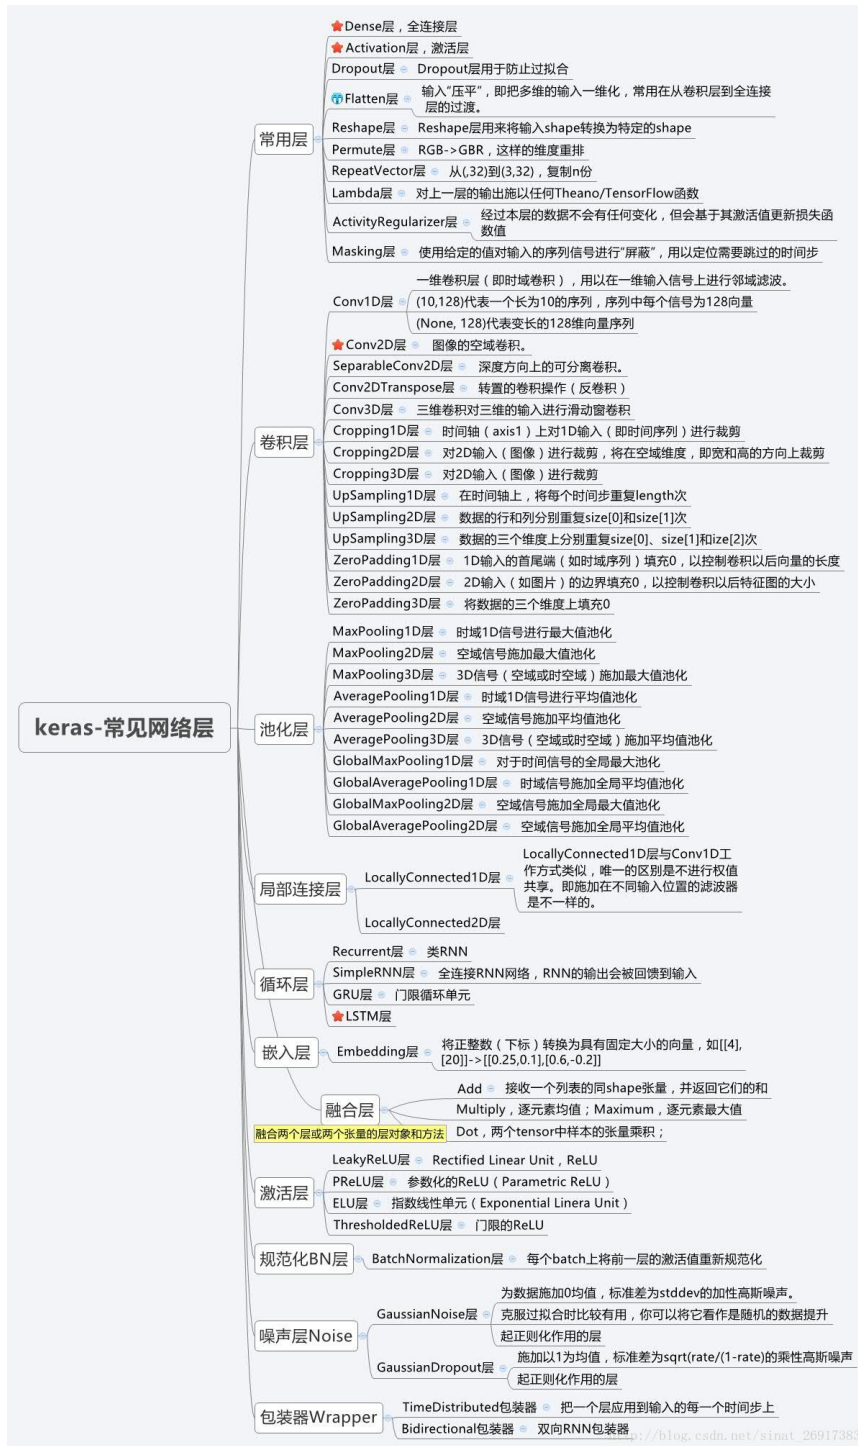 keras-常见网络层
常用层
Dense层，全连接层
Activation层，激活层
Dropout层 Dropout层用于防止过拟合
Flatten层 输入“压平”，即把多维的输入一维化，常用在从卷积层到全连接
层的过渡。
Reshape层 Reshape层用来将输入shape转换为特定的shape
Permute层 RGB->GBR，这样的维度重排
RepeatVector层 从(,32)到(3,32)，复制n份
Lambda层 对上一层的输出施以任何Theano/TensorFlow函数
ActivityRegularizer层 经过本层的数据不会有任何变化，但会基于其激活值更新损失函
数值
Masking层 使用给定的值对输入的序列信号进行“屏蔽”，用以定位需要跳过的时间步
卷积层
Conv1D层 一维卷积层（即时域卷积），用以在一维输入信号上进行邻域滤波。
(10,128)代表一个长为10的序列，序列中每个信号为128向量
(None, 128)代表变长的128维向量序列
Conv2D层 图像的空域卷积。
SeparableConv2D层 深度方向上的可分离卷积。
Conv2DTranspose层 转置的卷积操作（反卷积）
Conv3D层 三维卷积对三维的输入进行滑动窗卷积
Cropping1D层 时间轴（axis1）上对1D输入（即时间序列）进行裁剪
Cropping2D层 对2D输入（图像）进行裁剪，将在空域维度，即宽和高的方向上裁剪
Cropping3D层 对2D输入（图像）进行裁剪
UpSampling1D层 在时间轴上，将每个时间步重复length次
UpSampling2D层 数据的行和列分别重复size[0]和size[1]次
UpSampling3D层 数据的三个维度上分别重复size[0]、size[1]和ize[2]次
ZeroPadding1D层 1D输入的首尾端（如时域序列）填充0，以控制卷积以后向量的长度
ZeroPadding2D层 2D输入（如图片）的边界填充0，以控制卷积以后特征图的大小
ZeroPadding3D层 将数据的三个维度上填充0
池化层
MaxPooling1D层 时域1D信号进行最大值池化
MaxPooling2D层 空域信号施加最大值池化
MaxPooling3D层 3D信号（空域或时空域）施加最大值池化
AveragePooling1D层 时域1D信号进行平均值池化
AveragePooling2D层 空域信号施加平均值池化
AveragePooling3D层 3D信号（空域或时空域）施加平均值池化
GlobalMaxPooling1D层 对于时间信号的全局最大池化
GlobalAveragePooling1D层 时域信号施加全局平均值池化
GlobalMaxPooling2D层 空域信号施加全局最大值池化
GlobalAveragePooling2D层 空域信号施加全局平均值池化
局部连接层
LocallyConnected1D层 LocallyConnected1D层与Conv1D工
作方式类似，唯一的区别是不进行权值
共享。即施加在不同输入位置的滤波器
是不一样的。
LocallyConnected2D层
循环层
Recurrent层 类RNN
SimpleRNN层 全连接RNN网络，RNN的输出会被回馈到输入
GRU层 门限循环单元
LSTM层
嵌入层
Embedding层 将正整数（下标）转换为具有固定大小的向量，如[[4],
[20]]->[[0.25,0.1],[0.6,-0.2]]
融合层
融合两个层或两个张量的层对象和方法
Add 接收一个列表的同shape张量，并返回它们的和
Multiply，逐元素均值；Maximum，逐元素最大值
Dot，两个tensor中样本的张量乘积；
激活层
LeakyReLU层 Rectified Linear Unit，ReLU
PReLU层 参数化的ReLU（Parametric ReLU）
ELU层 指数线性单元（Exponential Linera Unit）
ThresholdedReLU层 门限的ReLU
规范化BN层
BatchNormalization层 每个batch上将前一层的激活值重新规范化
噪声层Noise
GaussianNoise层 为数据施加0均值，标准差为stddev的加性高斯噪声。
克服过拟合时比较有用，你可以将它看作是随机的数据提升
起正则化作用的层
GaussianDropout层 施加以1为均值，标准差为sqrt(rate/(1-rate)的乘性高斯噪声
起正则化作用的层
包装器Wrapper
TimeDistributed包装器 把一个层应用到输入的每一个时间步上
Bidirectional包装器 双向RNN包装器
http://blog.csdn.net/sinat_26917383